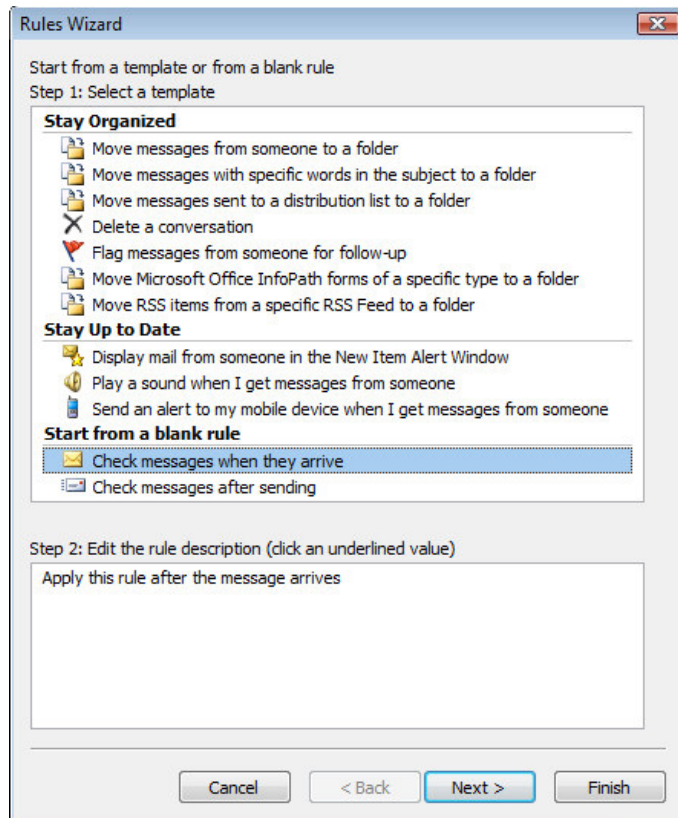 Rules Wizard
Start from a template or from a blank rule
Step 1: Select a template
Stay Organized
Move messages from someone to a folder
Move messages with specific words in the subject to a folder
Move messages sent to a distribution list to a folder
Delete a conversation
Flag messages from someone for follow-up
Move Microsoft Office InfoPath forms of a specific type to a folder
Move RSS items from a specific RSS Feed to a folder
Stay Up to Date
Display mail from someone in the New Item Alert Window
Play a sound when I get messages from someone
Send an alert to my mobile device when I get messages from someone
Start from a blank rule
Check messages when they arrive
Check messages after sending
Step 2: Edit the rule description (click an underlined value)
Apply this rule after the message arrives
Cancel < Back Next > Finish